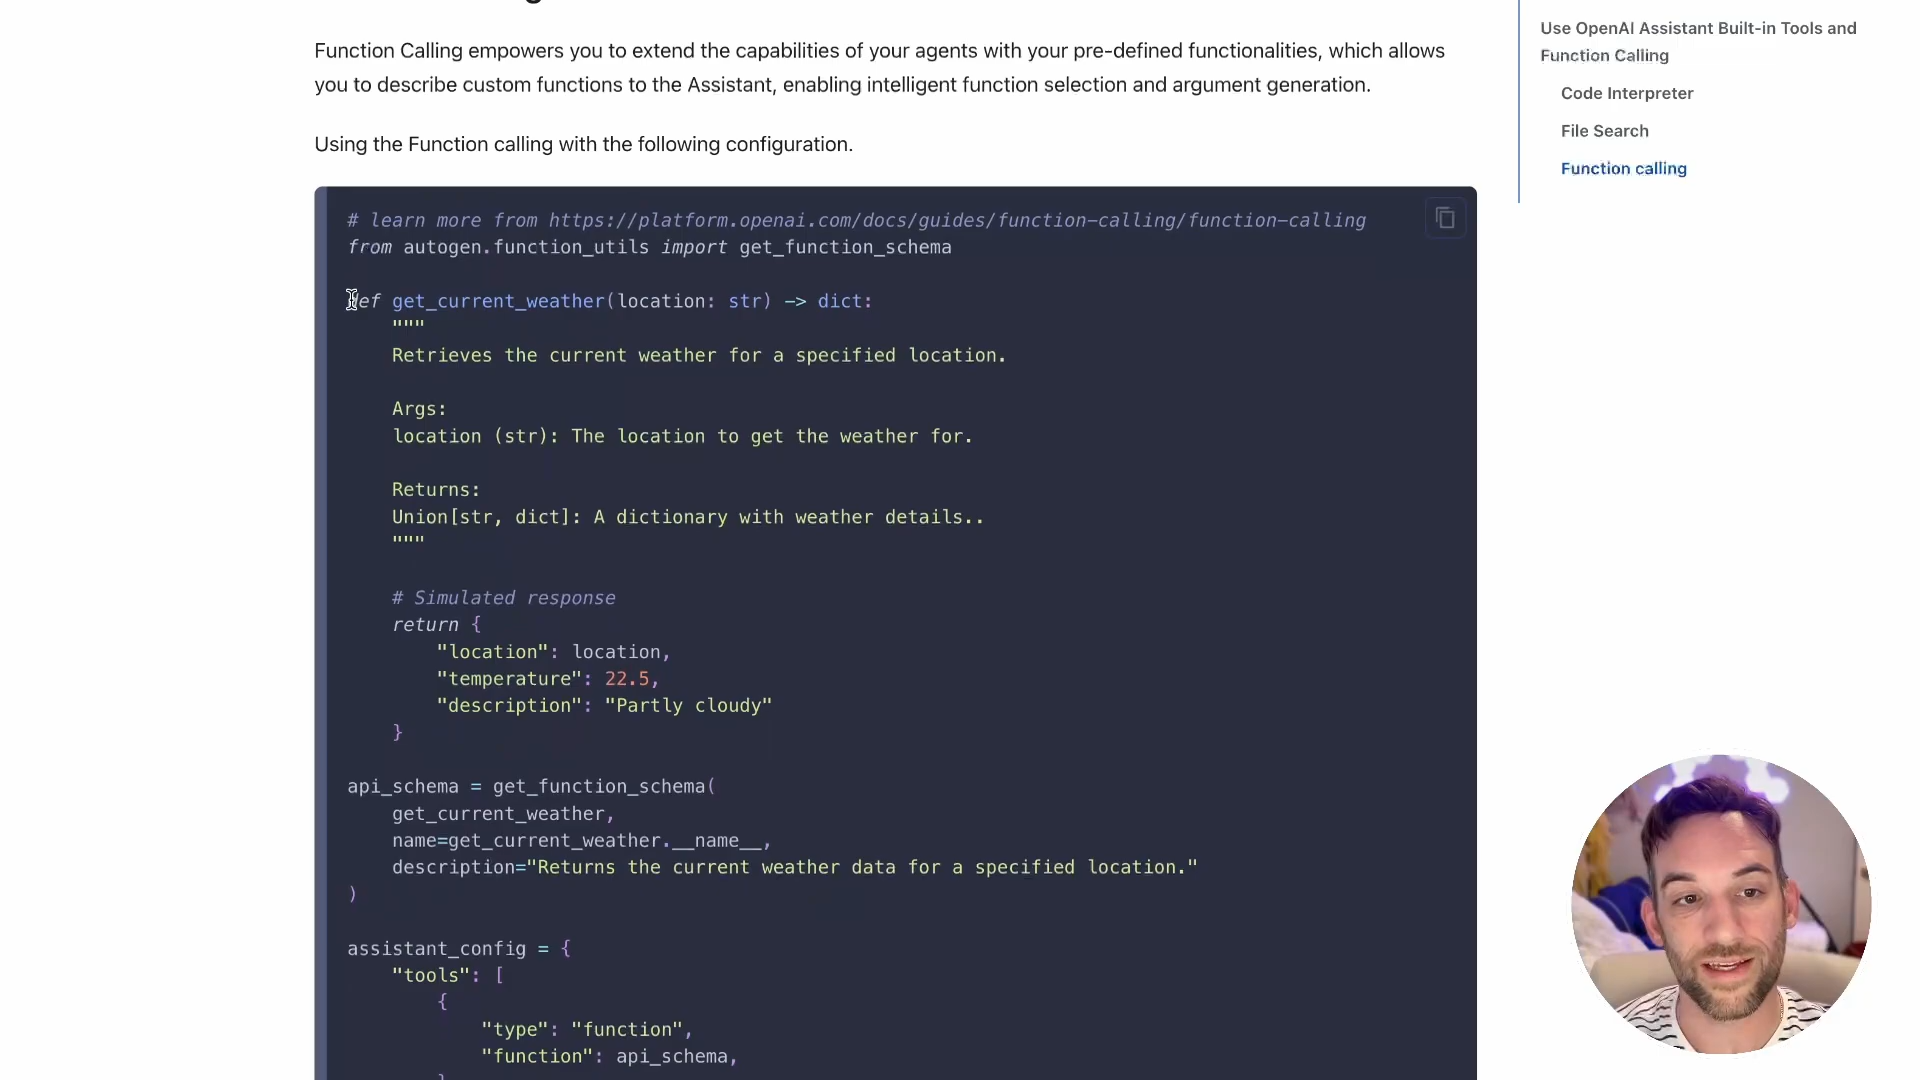 Function Calling empowers you to extend the capabilities of your agents with your pre-defined functionalities, which allows
you to describe custom functions to the Assistant, enabling intelligent function selection and argument generation.
Using the Function calling with the following configuration.
# learn more from https://platform.openai.com/docs/guides/function-calling/function-calling
from autogen.function_utils import get_function_schema
def get_current_weather(location: str) -> dict:
"""
Retrieves the current weather for a specified location.
Args:
location (str): The location to get the weather for.
Returns:
Union[str, dict]: A dictionary with weather details..
"""
# Simulated response
return {
"location": location,
"temperature": 22.5,
"description": "Partly cloudy"
}
api_schema = get_function_schema(
get_current_weather,
name=get_current_weather.__name__,
description="Returns the current weather data for a specified location."
)
assistant_config = {
"tools": [
{
"type": "function",
"function": api_schema,
Use OpenAI Assistant Built-in Tools and
Function Calling
Code Interpreter
File Search
Function calling